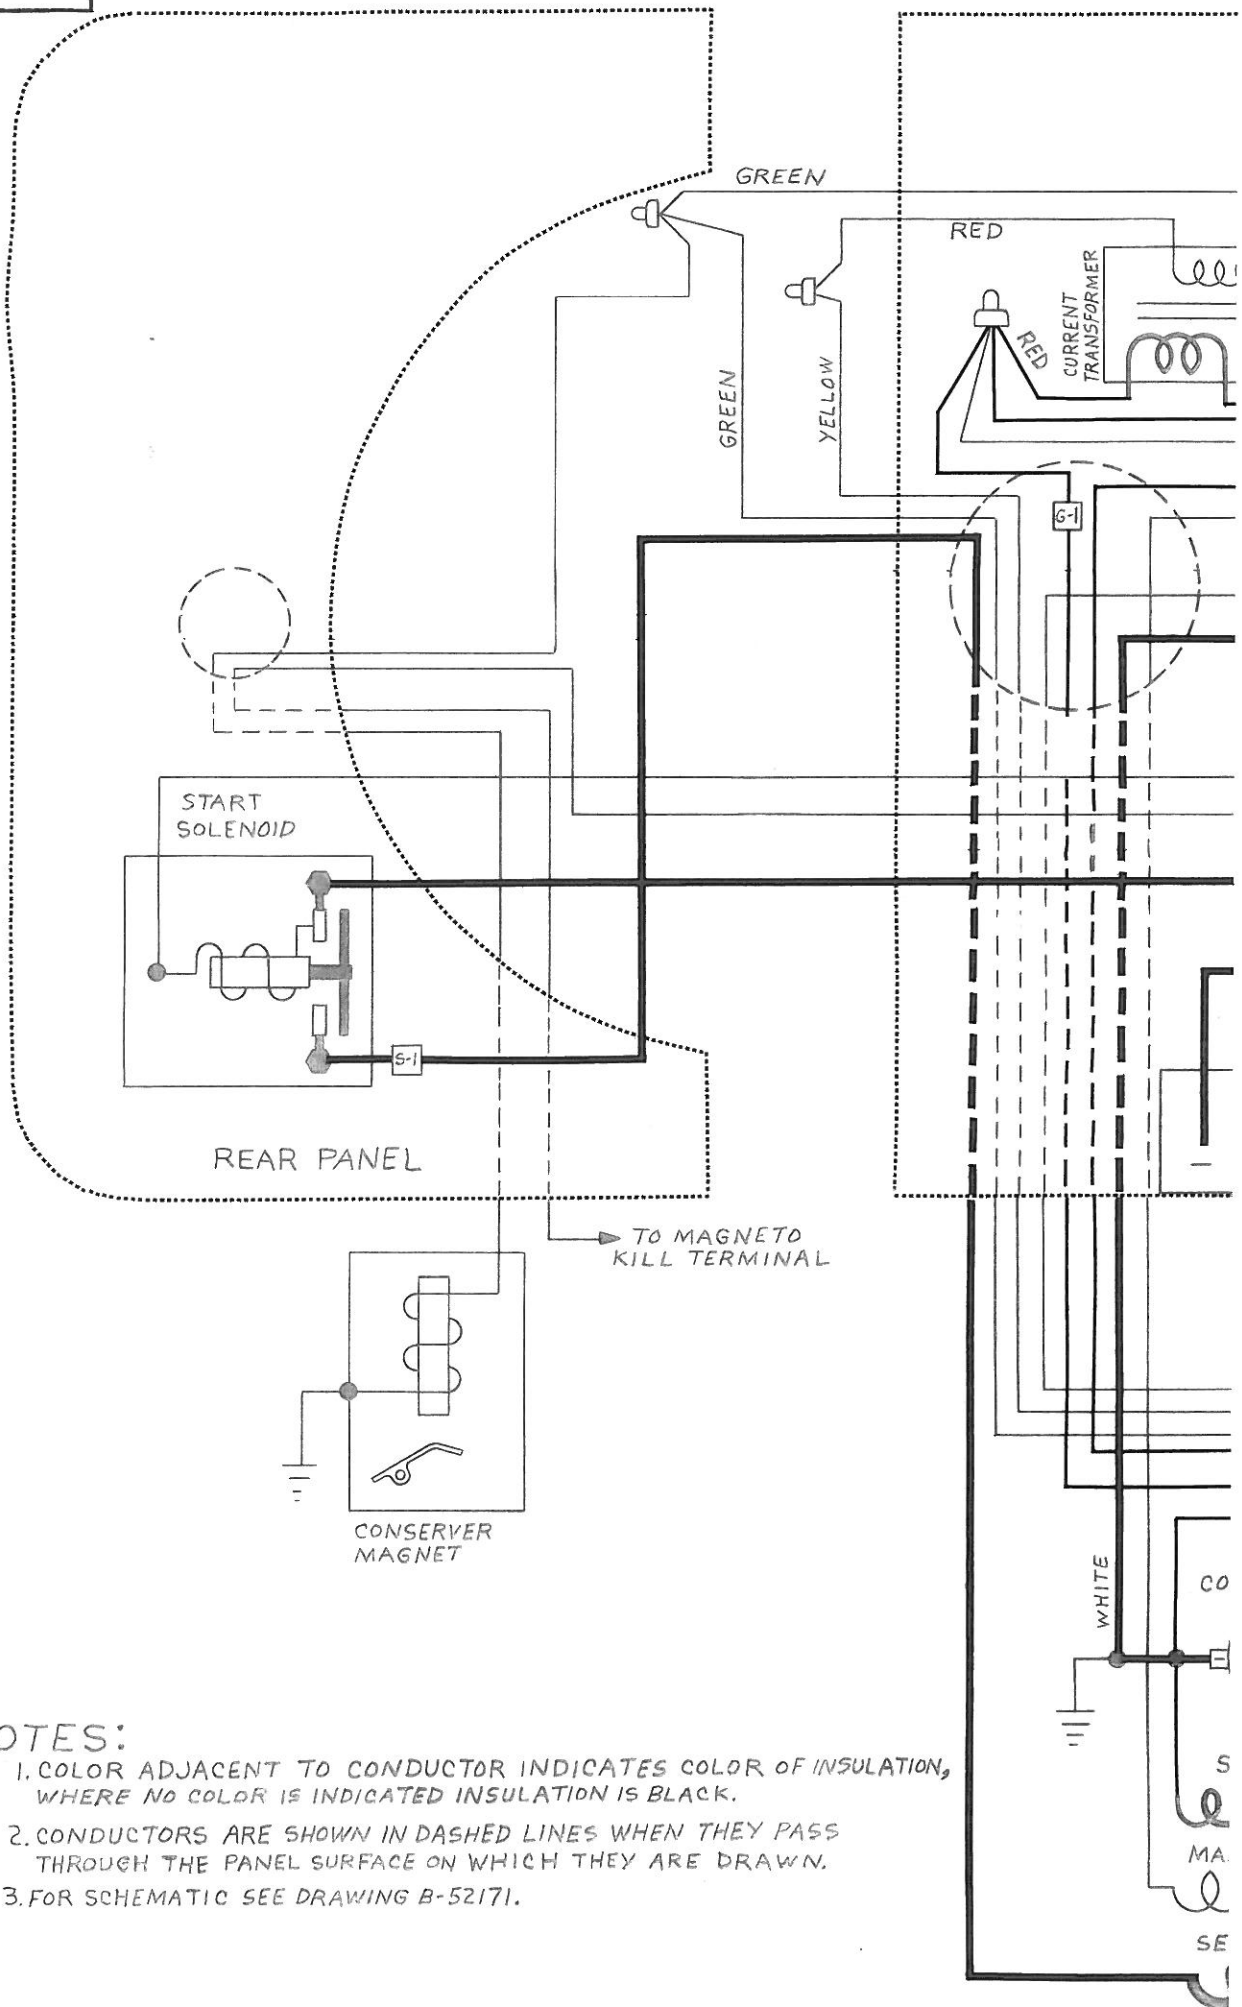 GREEN
RED
CURRENT
TRANSFORMER
RED
GREEN
YELLOW
G-1
START
SOLENOID
S-1
REAR PANEL
TO MAGNETO
KILL TERMINAL
CONSERVER
MAGNET
WHITE
CO
S
MA
SE
OTES:
1. COLOR ADJACENT TO CONDUCTOR INDICATES COLOR OF INSULATION,
WHERE NO COLOR IS INDICATED INSULATION IS BLACK.
2. CONDUCTORS ARE SHOWN IN DASHED LINES WHEN THEY PASS
THROUGH THE PANEL SURFACE ON WHICH THEY ARE DRAWN.
3. FOR SCHEMATIC SEE DRAWING B-52171.